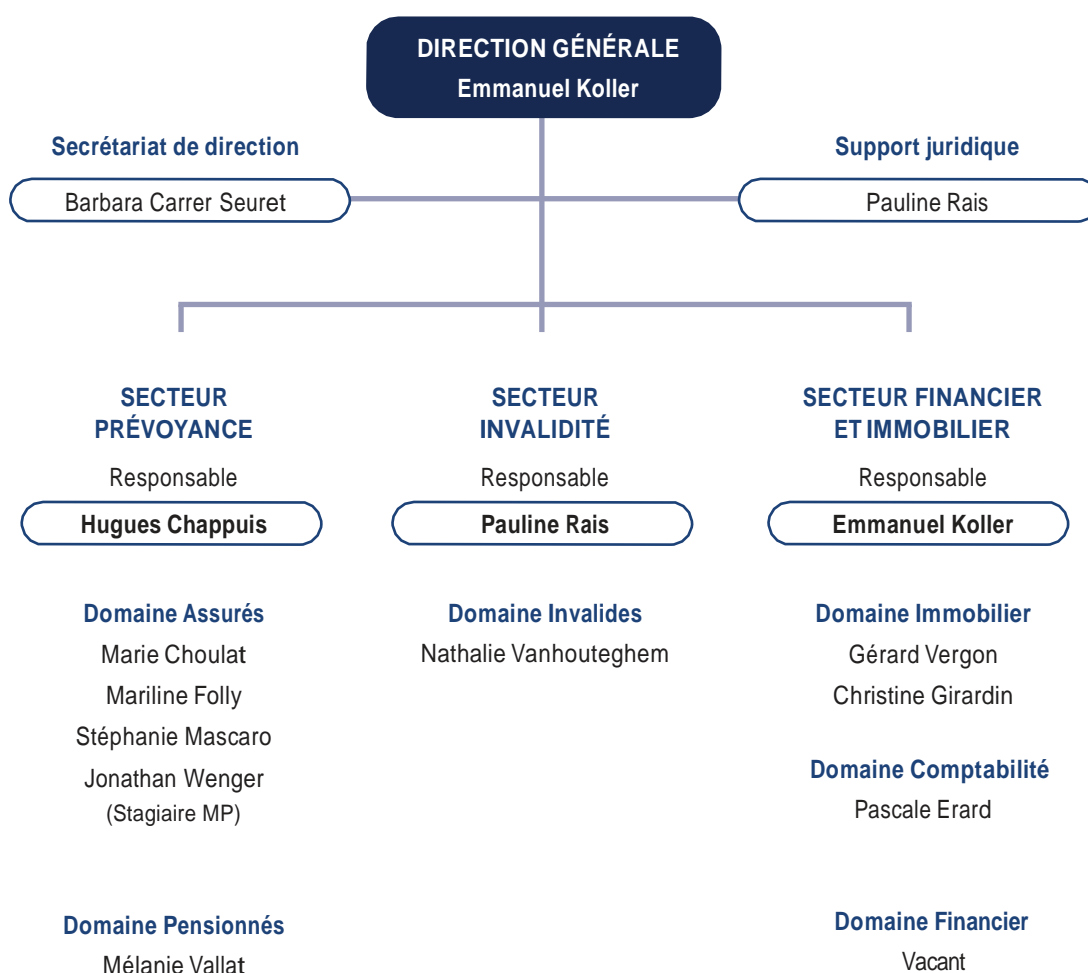 DIRECTION GÉNÉRALE
Emmanuel Koller
Secrétariat de direction
Barbara Carrer Seuret
Support juridique
Pauline Rais
SECTEUR
PRÉVOYANCE
Responsable
Hugues Chappuis
Domaine Assurés
Marie Choulat
Mariline Folly
Stéphanie Mascaro
Jonathan Wenger
(Stagiaire MP)
Domaine Pensionnés
Mélanie Vallat
SECTEUR
INVALIDITÉ
Responsable
Pauline Rais
Domaine Invalides
Nathalie Vanhouteghem
SECTEUR FINANCIER
ET IMMOBILIER
Responsable
Emmanuel Koller
Domaine Immobilier
Gérard Vergon
Christine Girardin
Domaine Comptabilité
Pascale Erard
Domaine Financier
Vacant